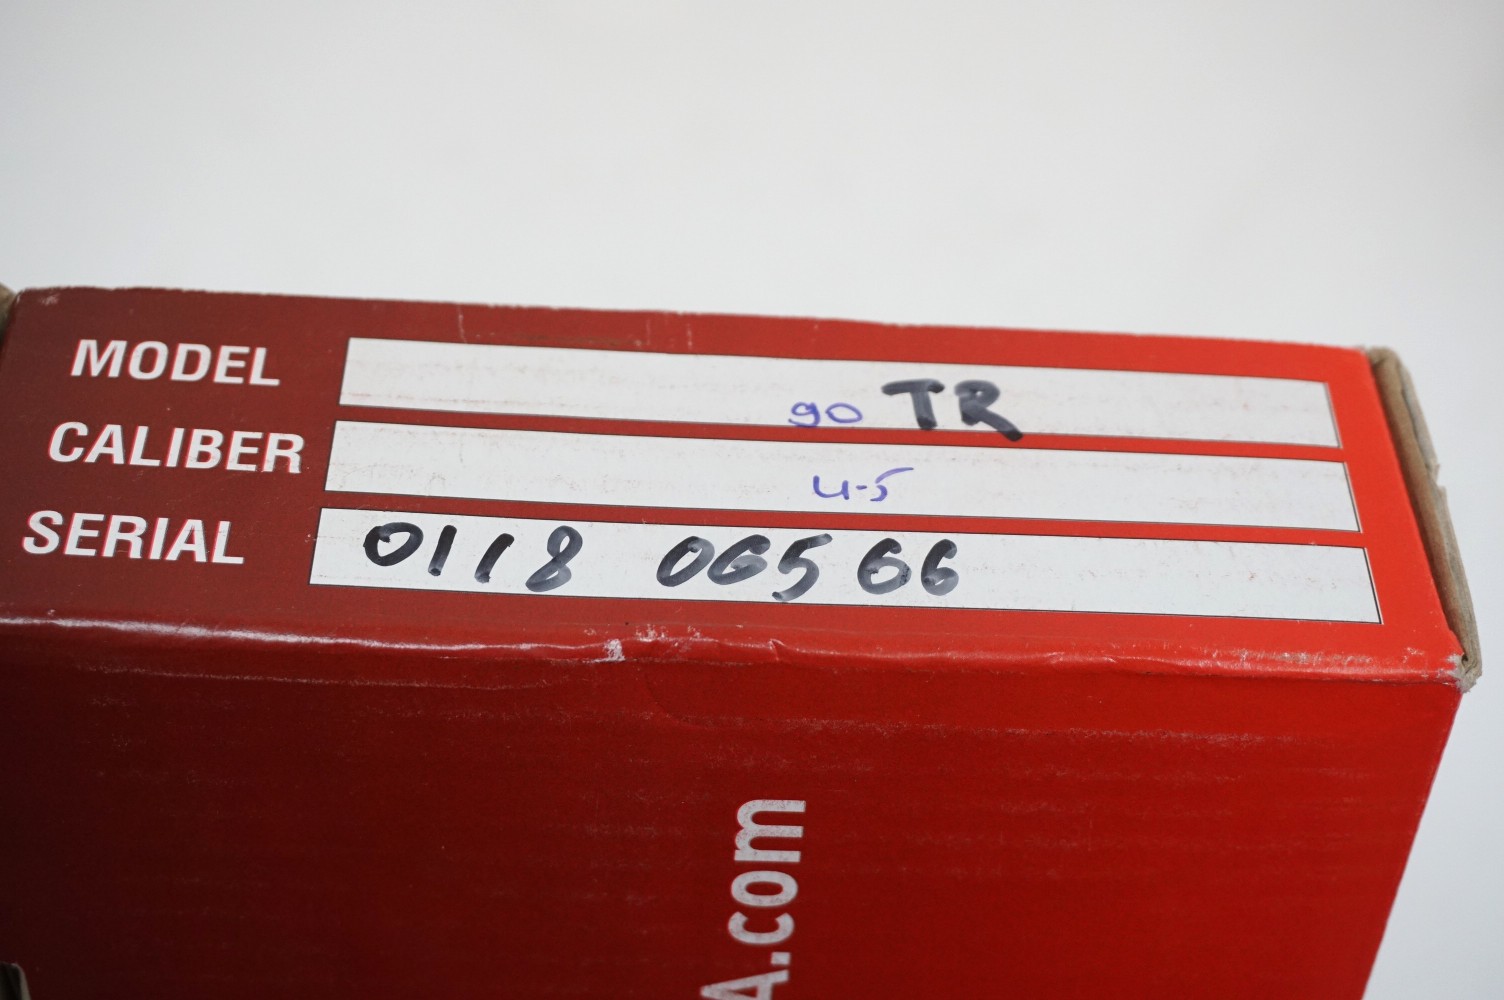 MODEL 90 TR
CALIBER 4.5
SERIAL 0118 06566
A.com